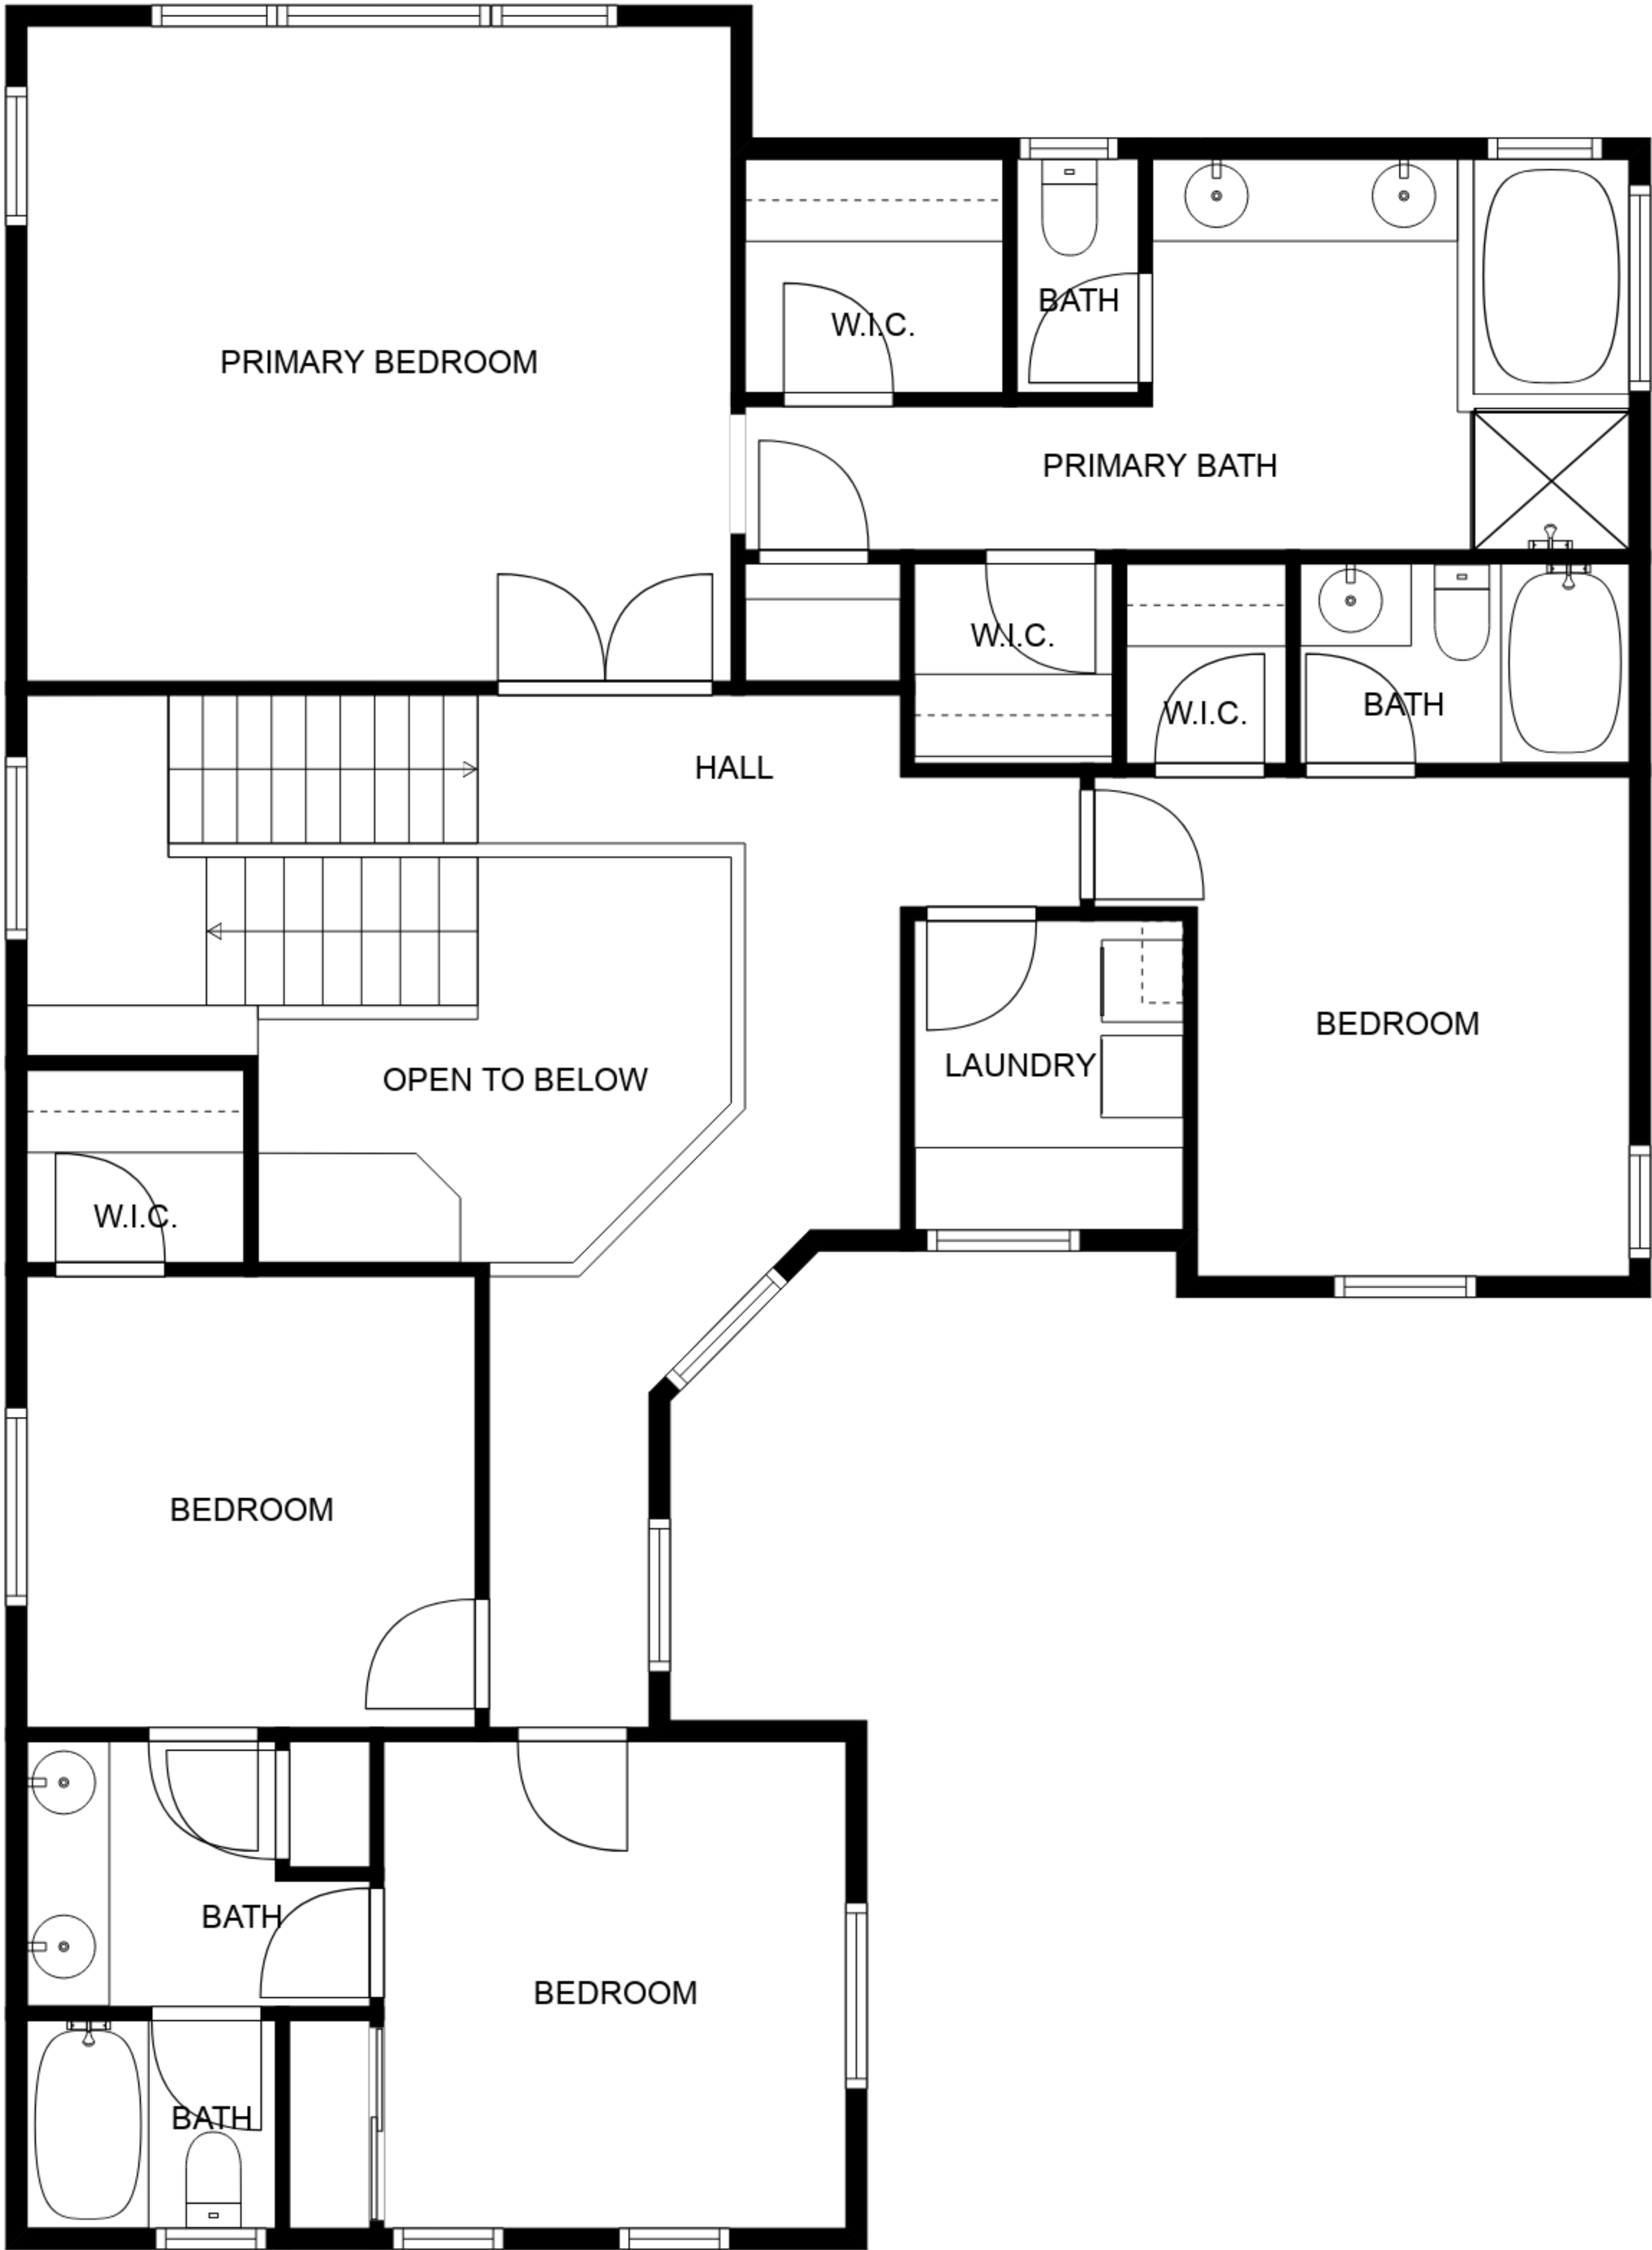 BATH
W.I.C.
PRIMARY BEDROOM
PRIMARY BATH
W.I.C.
BATH
W.I.C.
HALL
BEDROOM
LAUNDRY
OPEN TO BELOW
W.I.C.
BEDROOM
BATH
BEDROOM
BATH